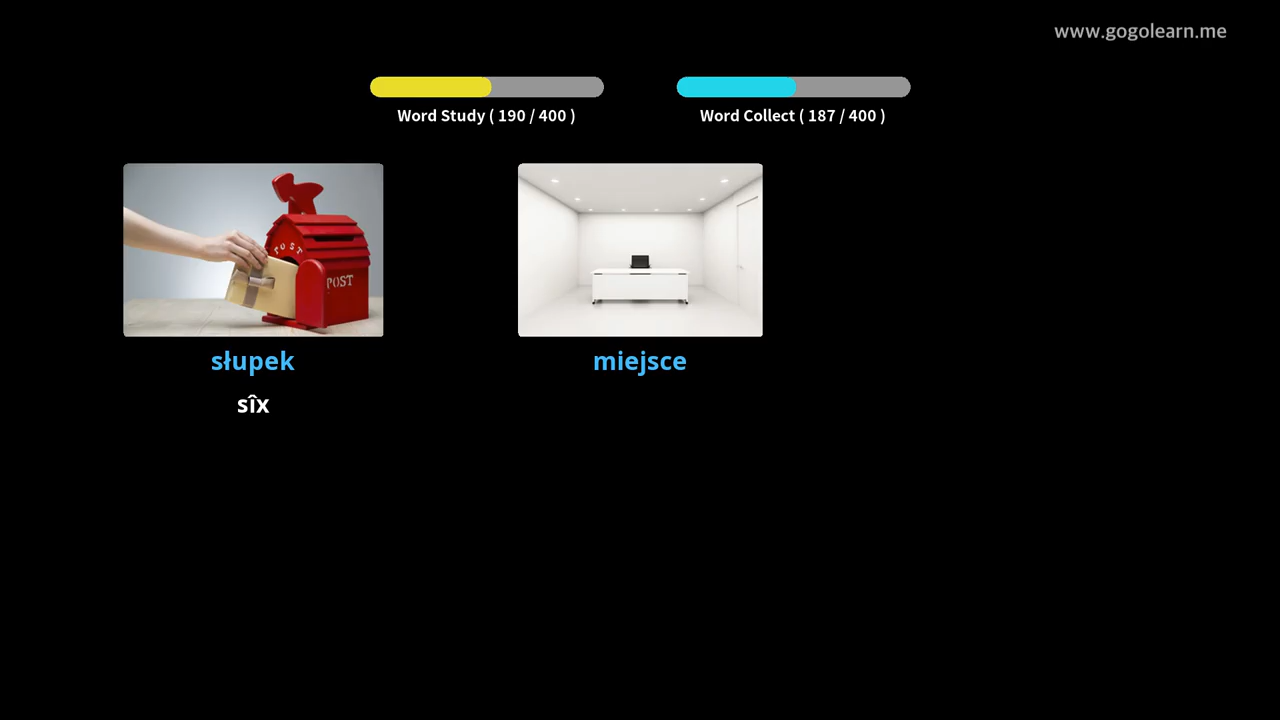 www.gogolearn.me
Word Study ( 190 / 400 )
Word Collect ( 187 / 400 )
POST
POST
słupek
miejsce
sîx